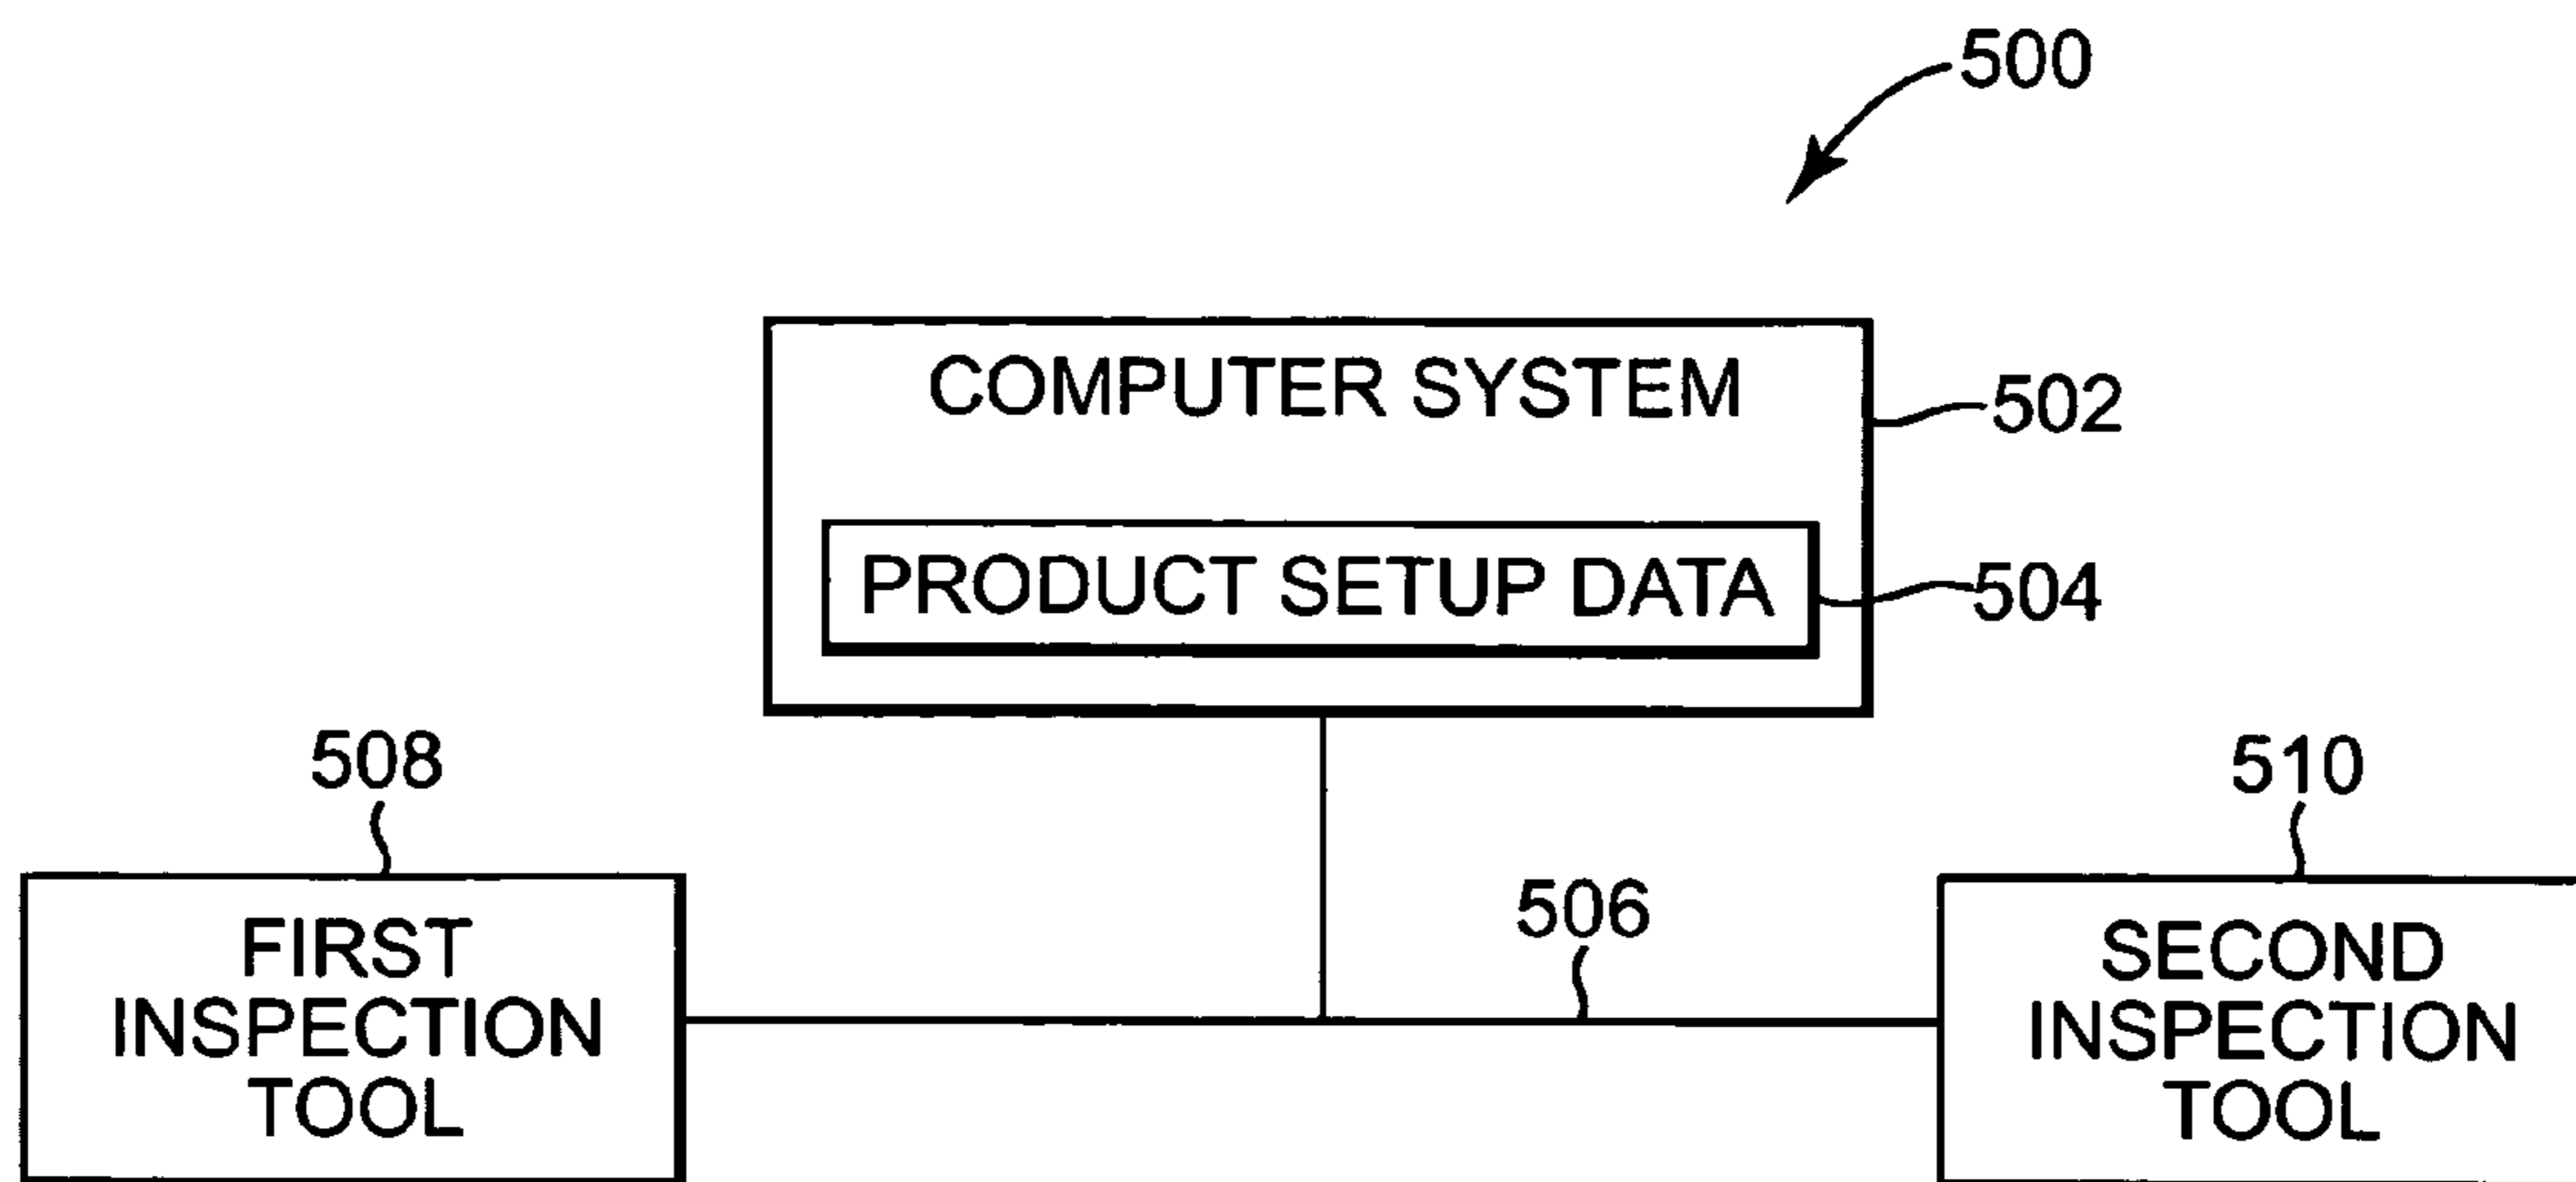 500
COMPUTER SYSTEM
502
PRODUCT SETUP DATA
504
508
510
506
FIRST
INSPECTION
TOOL
SECOND
INSPECTION
TOOL